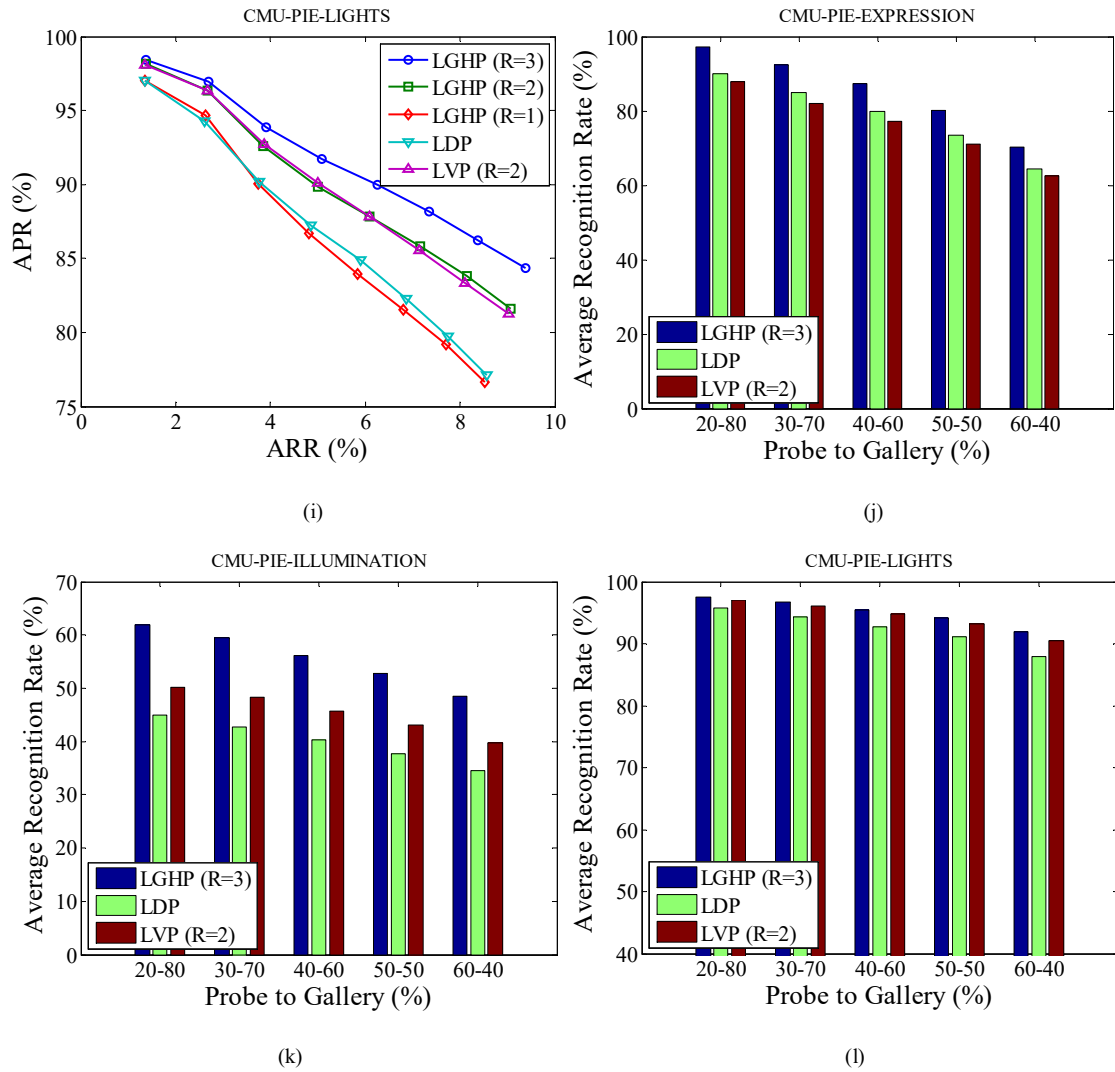 CMU-PIE-LIGHTS
100
95
90
85
80
75
APR (%)
LGHP (R=3)
LGHP (R=2)
LGHP (R=1)
LDP
LVP (R=2)
0 2 4 6 8 10
ARR (%)
(i)
CMU-PIE-EXPRESSION
100
80
60
40
20
0
Average Recognition Rate (%)
LGHP (R=3)
LDP
LVP (R=2)
20-80 30-70 40-60 50-50 60-40
Probe to Gallery (%)
(j)
CMU-PIE-ILLUMINATION
70
60
50
40
30
20
10
0
Average Recognition Rate (%)
LGHP (R=3)
LDP
LVP (R=2)
20-80 30-70 40-60 50-50 60-40
Probe to Gallery (%)
(k)
CMU-PIE-LIGHTS
100
90
80
70
60
50
40
Average Recognition Rate (%)
LGHP (R=3)
LDP
LVP (R=2)
20-80 30-70 40-60 50-50 60-40
Probe to Gallery (%)
(l)